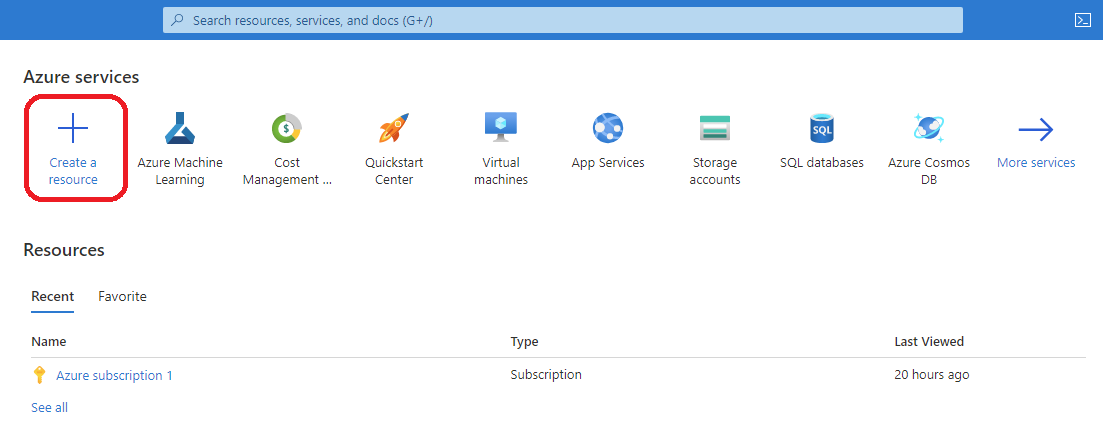 Search resources, services, and docs (G+/)
Azure services
Create a
resource
Azure Machine
Learning
Cost
Management ...
Quickstart
Center
Virtual
machines
App Services
Storage
accounts
SQL
SQL databases
Azure Cosmos
DB
More services
Resources
Recent Favorite
Name Type Last Viewed
Azure subscription 1 Subscription 20 hours ago
See all